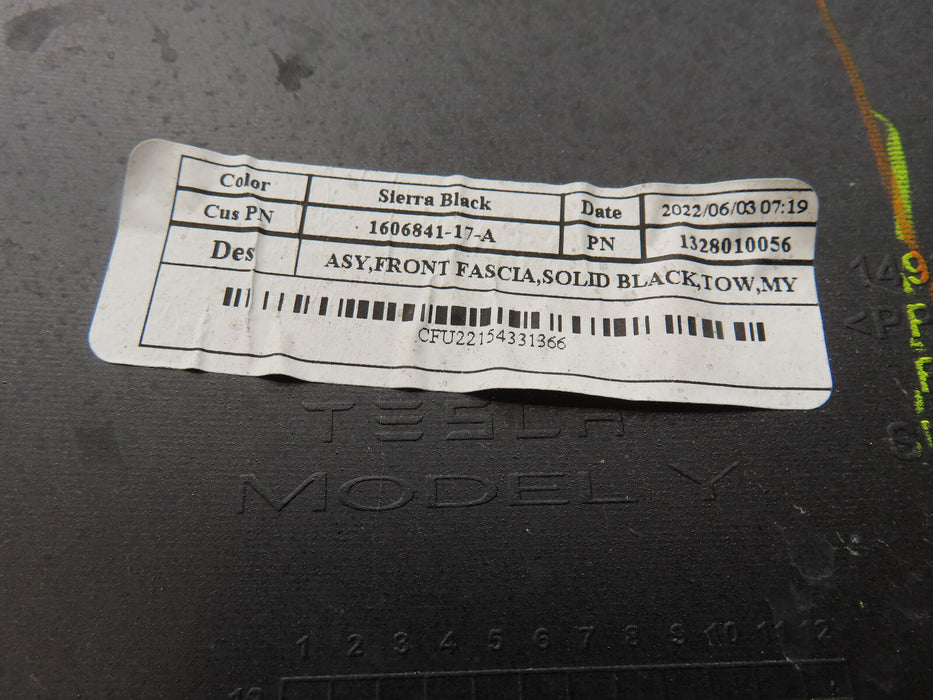 Color Sierra Black Date 2022/06/03 07:19
Cus PN 1606841-17-A PN 1328010056
Des ASY,FRONT FASCIA,SOLID BLACK,TOW,MY
CFU22154331366
TESLA
MODEL Y
1 2 3 4 5 6 7 8 9 10 11 12